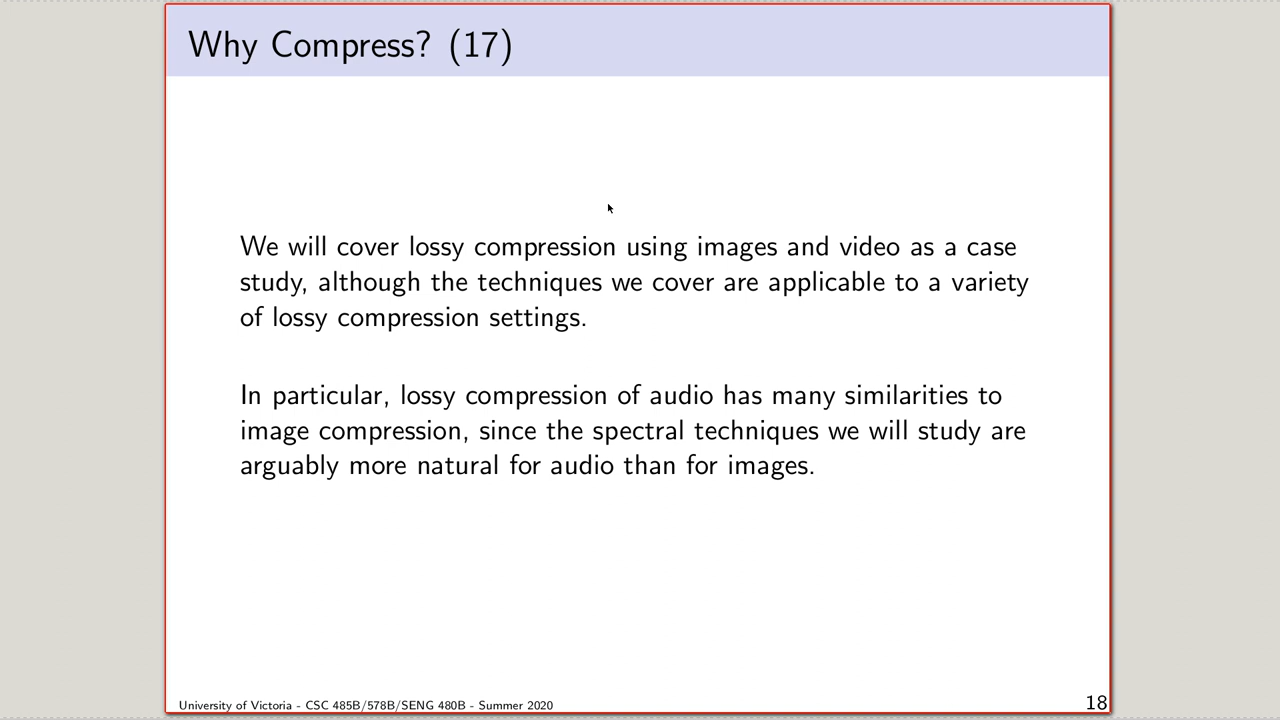 Why Compress? (17)
We will cover lossy compression using images and video as a case
study, although the techniques we cover are applicable to a variety
of lossy compression settings.
In particular, lossy compression of audio has many similarities to
image compression, since the spectral techniques we will study are
arguably more natural for audio than for images.
University of Victoria - CSC 485B/578B/SENG 480B - Summer 2020
18